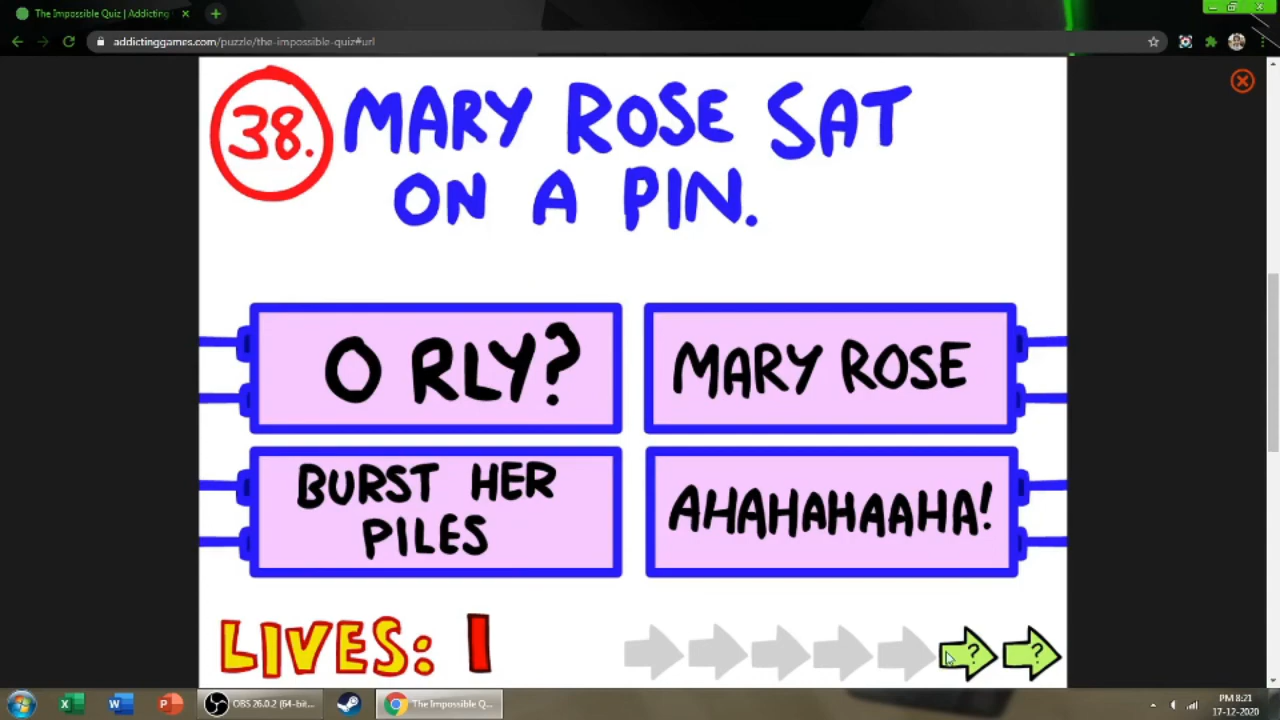 The Impossible Quiz | Addicting
addictinggames.com/puzzle/the-impossible-quiz#url
38. MARY ROSE SAT
ON A PIN.
O RLY?
MARY ROSE
BURST HER
PILES
AHAHAHAAHA!
LIVES: 1
? ?
OBS 26.0.2 (64-bit...
The Impossible Q...
PM 8:21
17-12-2020